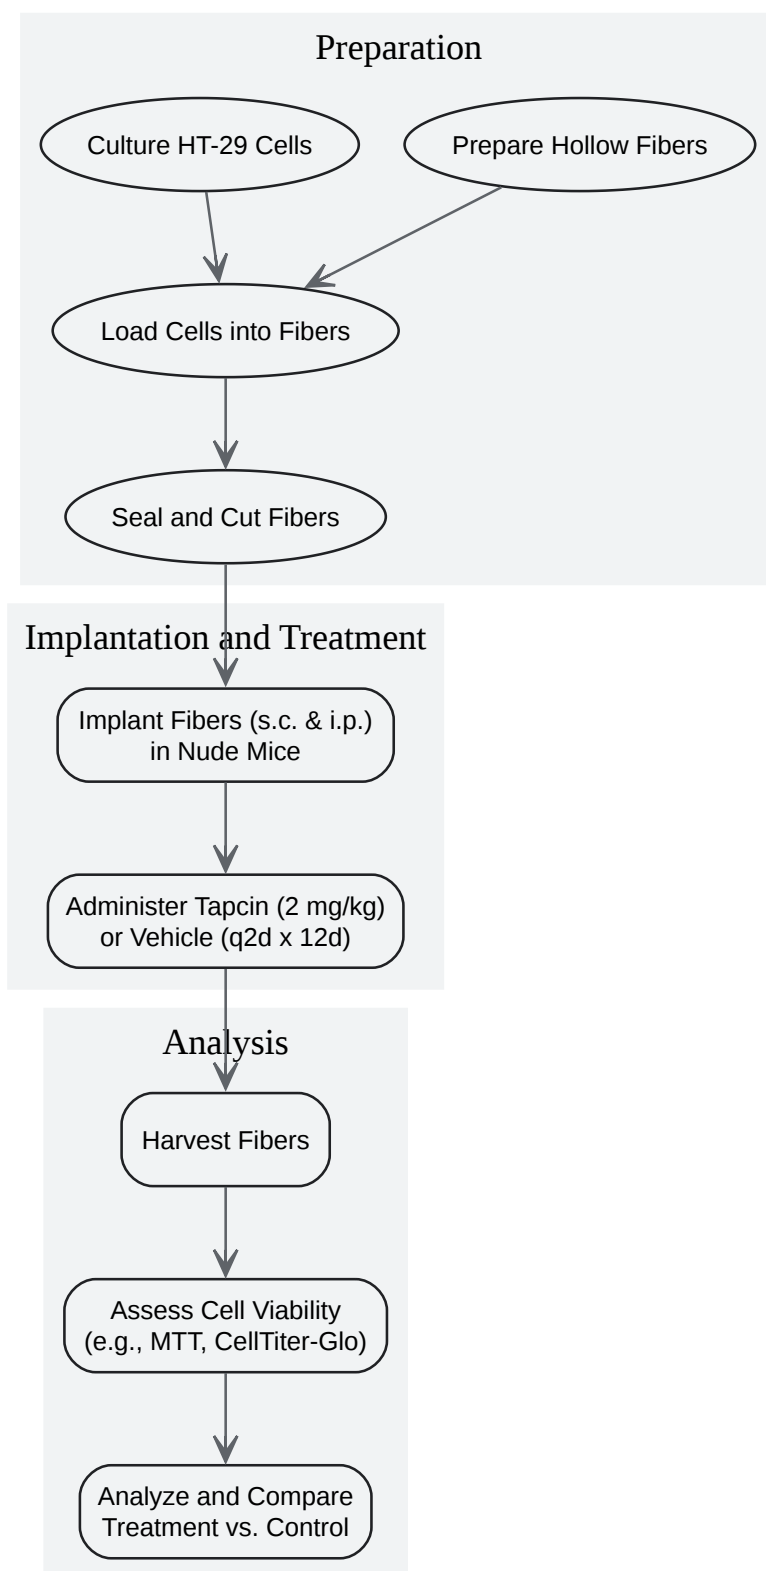 Preparation
Culture HT-29 Cells
Prepare Hollow Fibers
Load Cells into Fibers
Seal and Cut Fibers
Implantation and Treatment
Implant Fibers (s.c. & i.p.)
in Nude Mice
Administer Tapcin (2 mg/kg)
or Vehicle (q2d x 12d)
Analysis
Harvest Fibers
Assess Cell Viability
(e.g., MTT, CellTiter-Glo)
Analyze and Compare
Treatment vs. Control